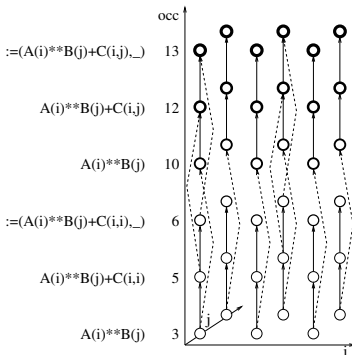 occ
:=(A(i)**B(j)+C(i,j),_) 13
A(i)**B(j)+C(i,j) 12
A(i)**B(j) 10
:=(A(i)**B(j)+C(i,i),_) 6
A(i)**B(j)+C(i,i) 5
j
A(i)**B(j) 3
i